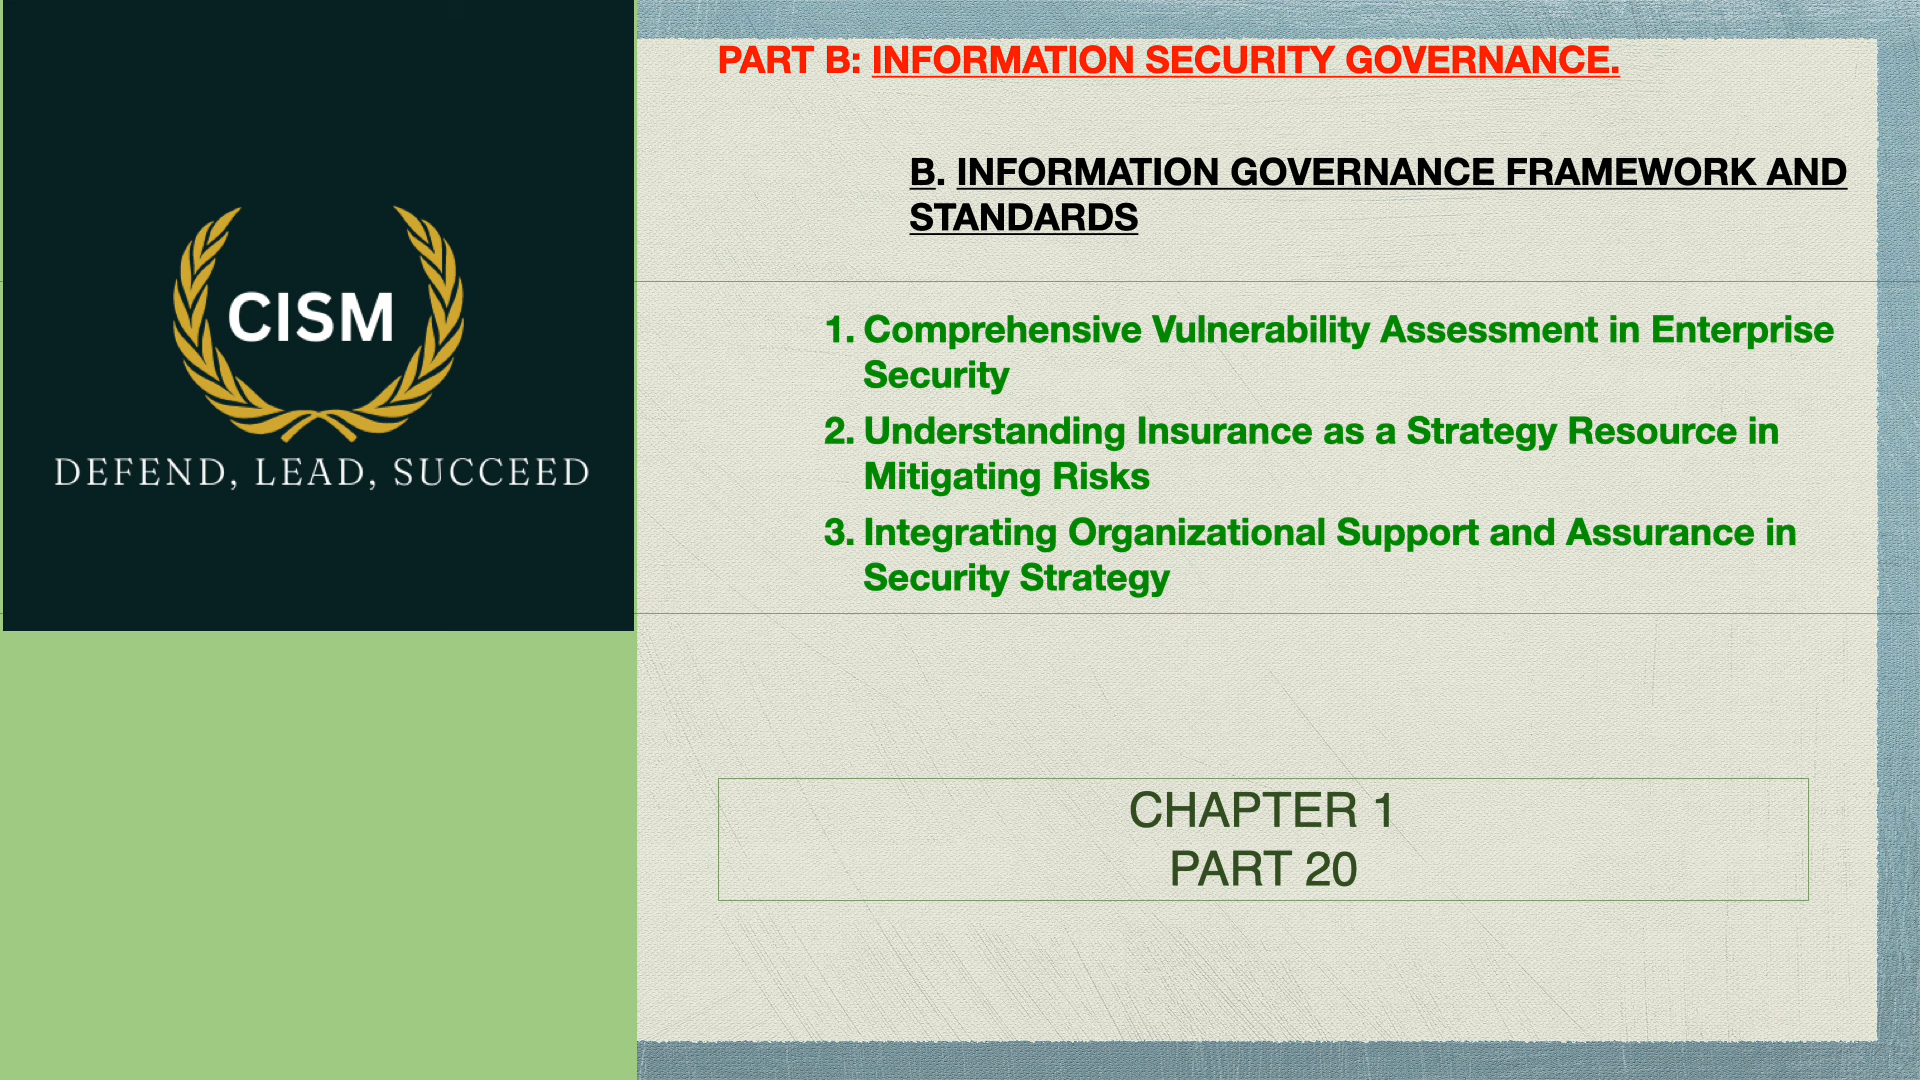 CISM
DEFEND, LEAD, SUCCEED
PART B: INFORMATION SECURITY GOVERNANCE.
B. INFORMATION GOVERNANCE FRAMEWORK AND
STANDARDS
1. Comprehensive Vulnerability Assessment in Enterprise
Security
2. Understanding Insurance as a Strategy Resource in
Mitigating Risks
3. Integrating Organizational Support and Assurance in
Security Strategy
CHAPTER 1
PART 20